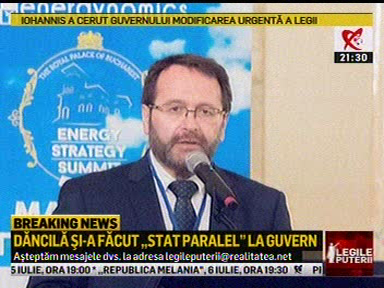 IOHANNIS A CERUT GUVERNULUI MODIFICAREA URGENTĂ A LEGII
energynomics
21:30
THE ROYAL PALACE OF BUCHAREST
ENERGY
STRATEGY
SUMMIT
BREAKING NEWS
DĂNCILĂ ȘI-A FĂCUT „STAT PARALEL” LA GUVERN
Așteptăm mesajele dvs. la adresa legileputerii@realitatea.net
LEGILE
PUTERII
5 IULIE, ORA 19:00 * "REPUBLICA MELANIA", 6 IULIE, ORA 19:00 *